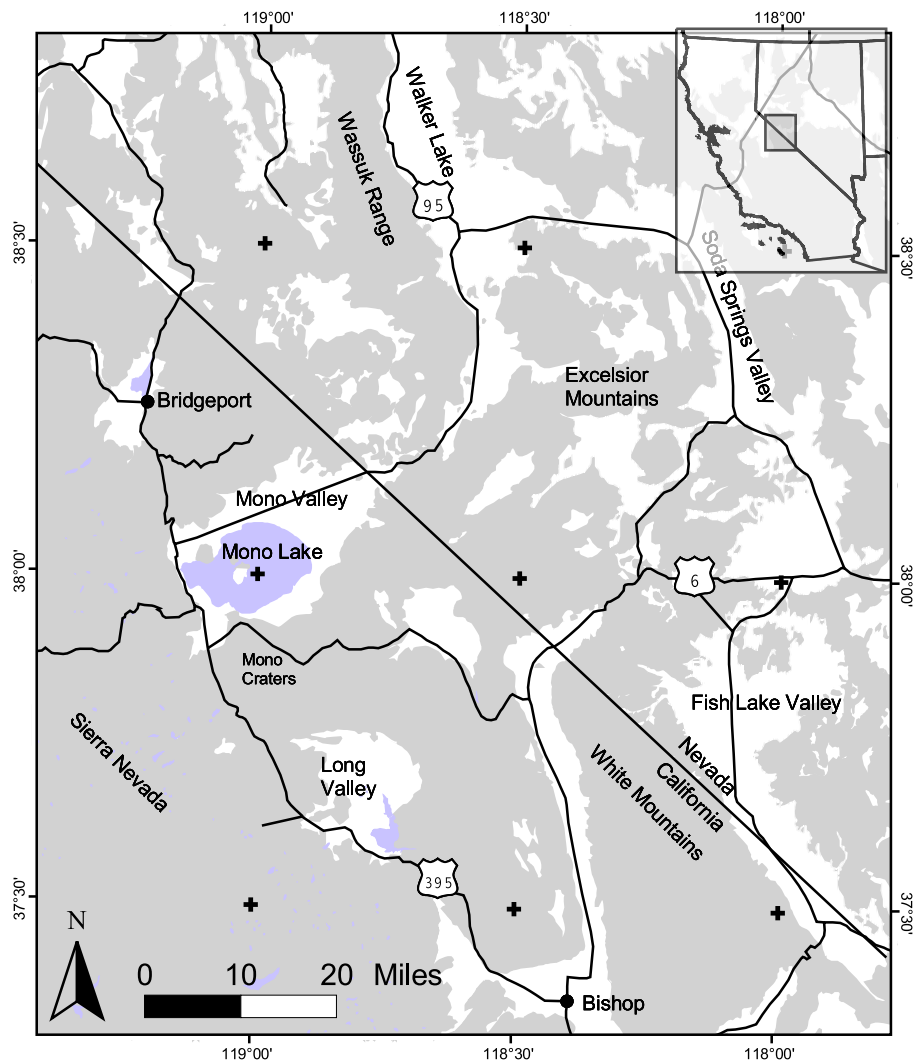 119°00'
118°30'
118°00'
Walker Lake
Wassuk Range
95
38°30'
38°30'
Soda Springs Valley
Excelsior
Mountains
Bridgeport
Mono Valley
Mono Lake
38°00'
38°00'
6
Mono
Craters
Fish Lake Valley
Sierra Nevada
Long
Valley
Nevada
California
White Mountains
395
37°30'
37°30'
N
0 10 20 Miles
Bishop
119°00'
118°30'
118°00'